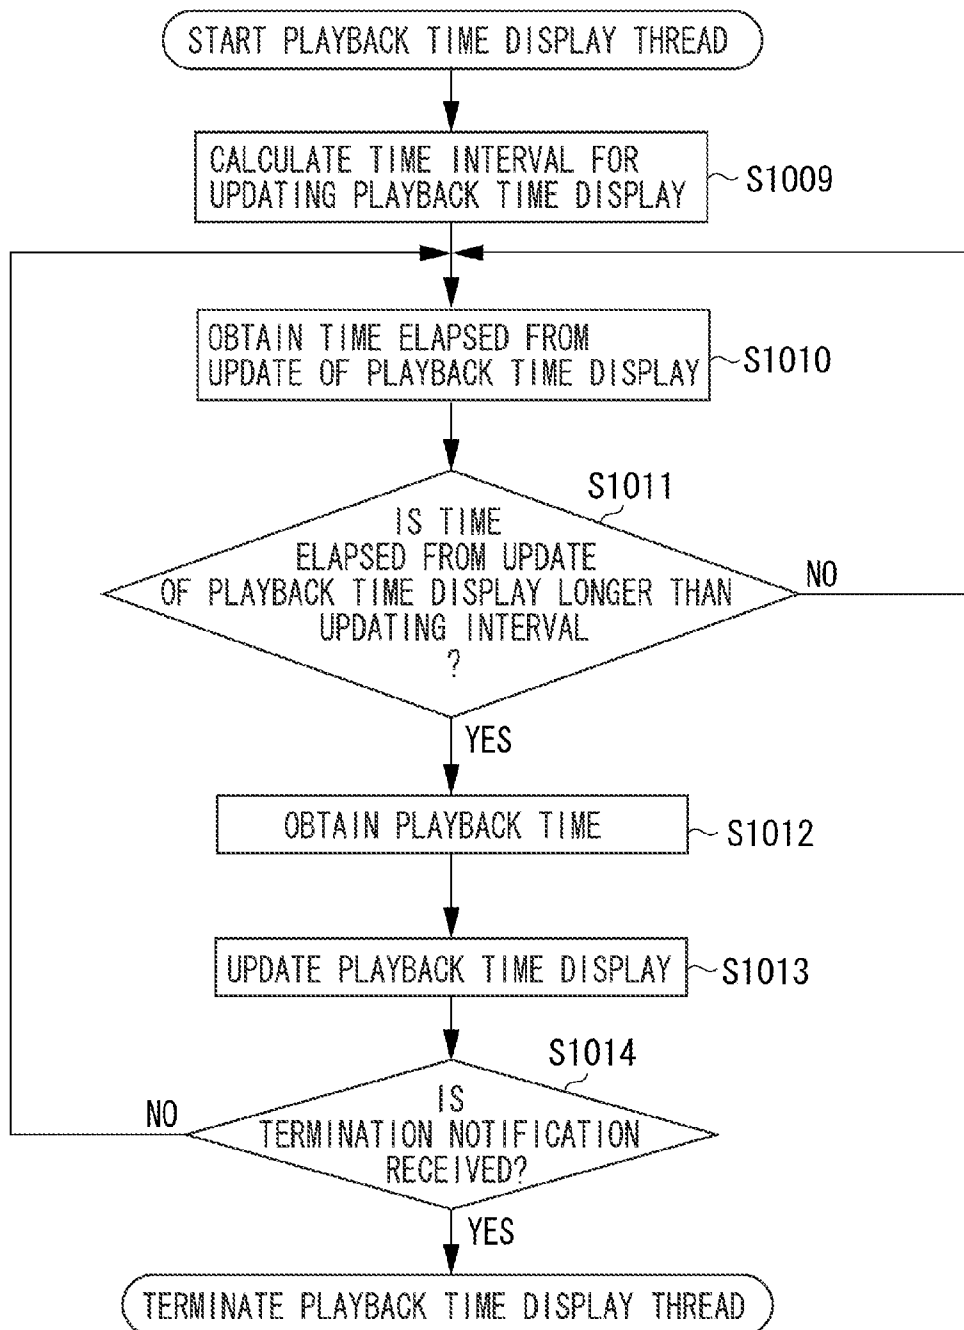 START PLAYBACK TIME DISPLAY THREAD
CALCULATE TIME INTERVAL FOR
UPDATING PLAYBACK TIME DISPLAY
S1009
OBTAIN TIME ELAPSED FROM
UPDATE OF PLAYBACK TIME DISPLAY
S1010
S1011
IS TIME
ELAPSED FROM UPDATE
OF PLAYBACK TIME DISPLAY LONGER THAN
UPDATING INTERVAL
?
NO
YES
OBTAIN PLAYBACK TIME
S1012
UPDATE PLAYBACK TIME DISPLAY
S1013
S1014
IS
TERMINATION NOTIFICATION
RECEIVED?
NO
YES
TERMINATE PLAYBACK TIME DISPLAY THREAD